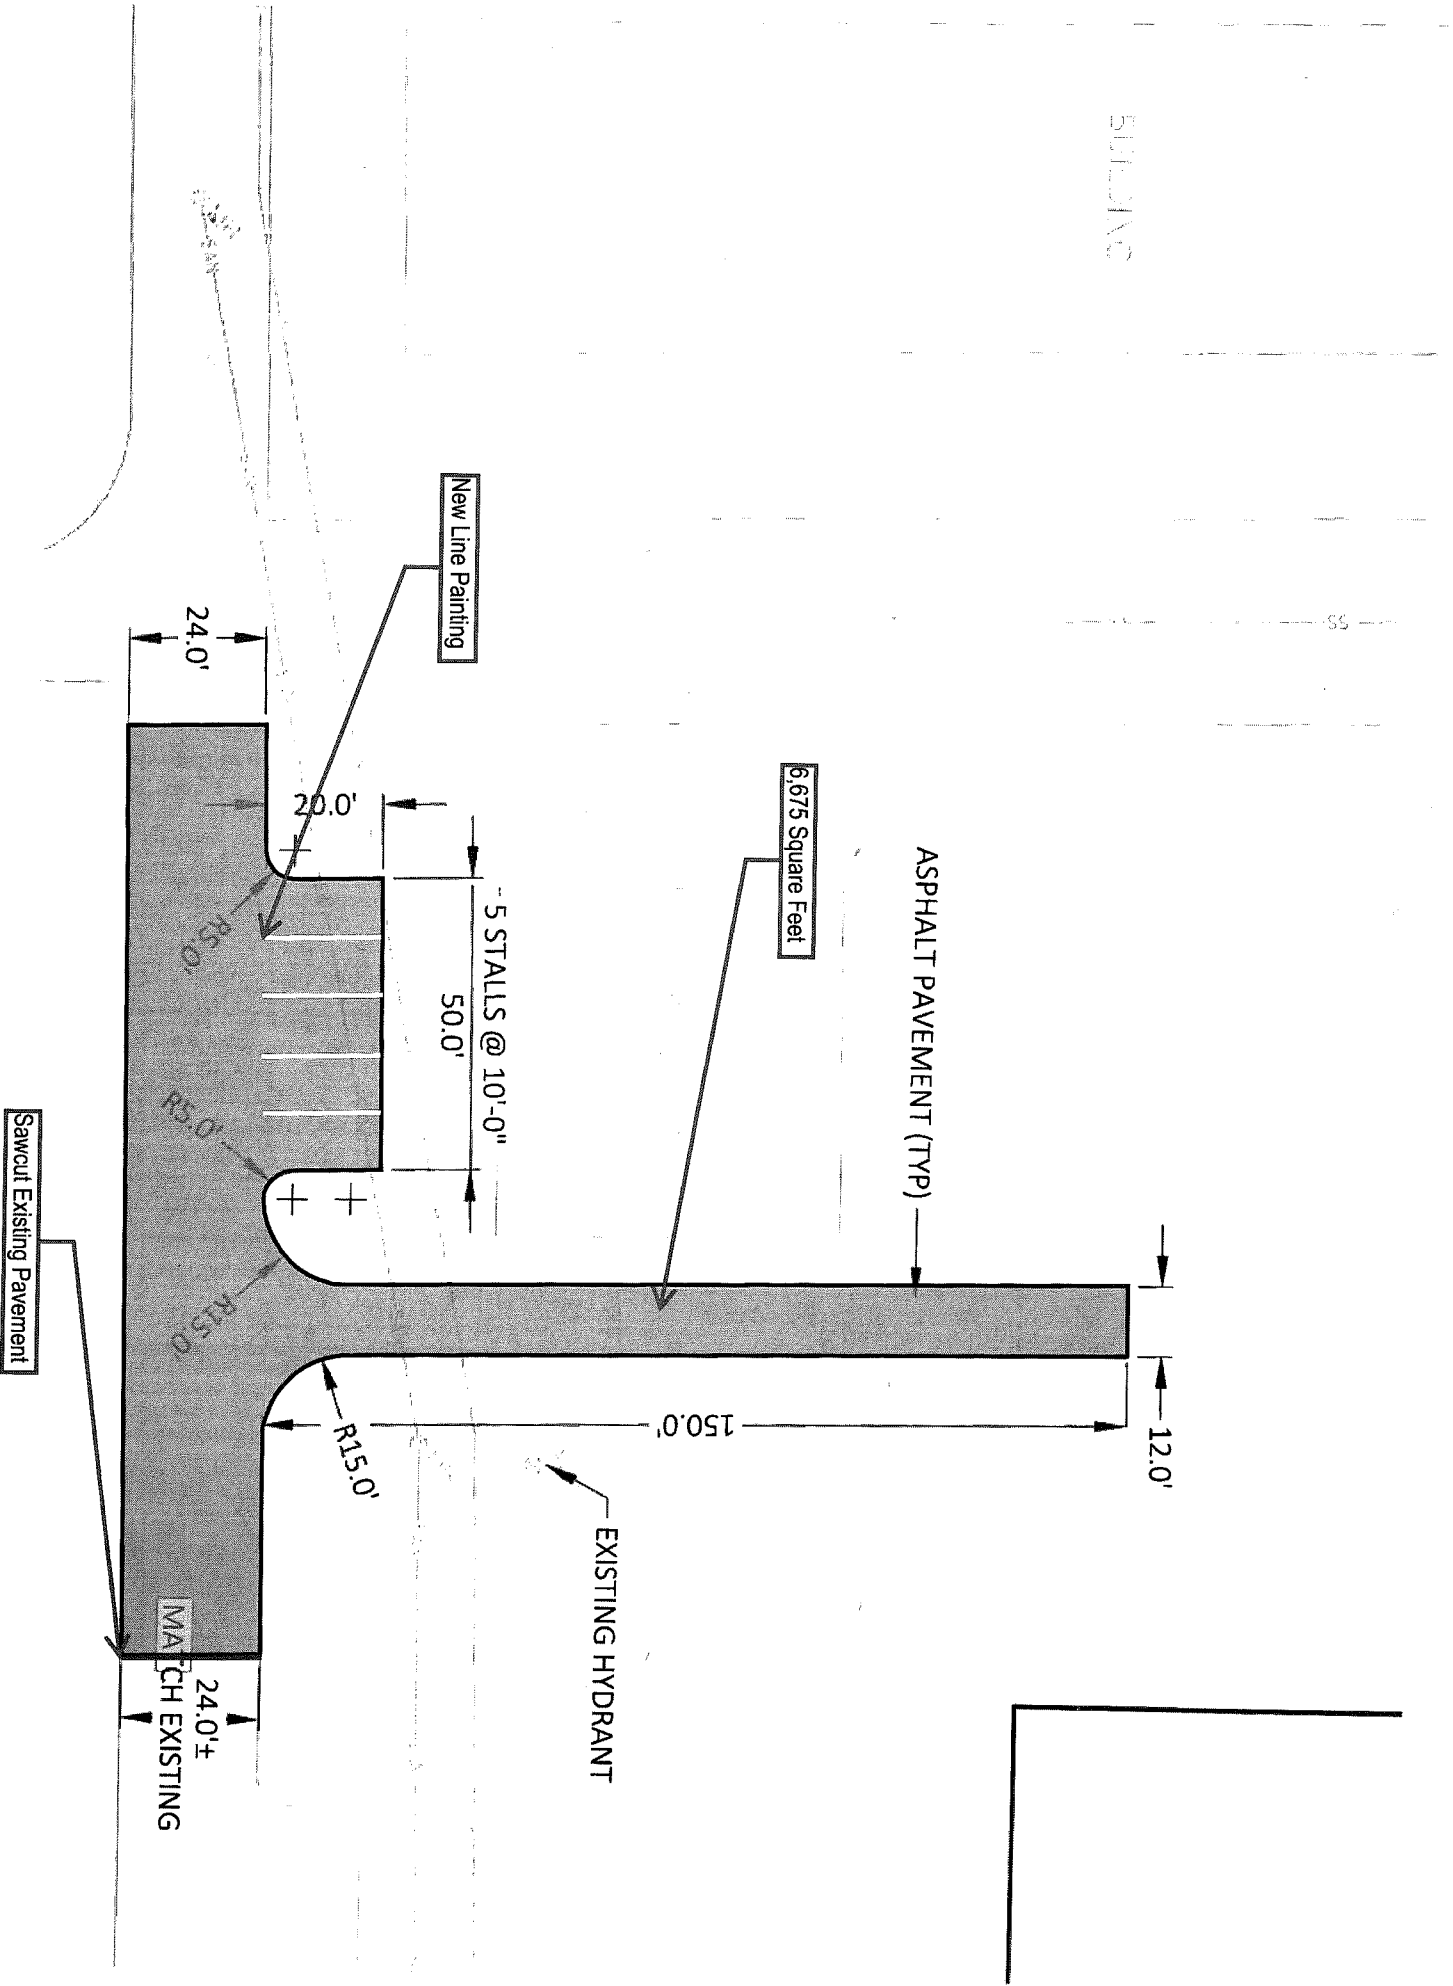 BUILDING
SS
New Line Painting
24.0'
20.0'
5 STALLS @ 10'-0"
50.0'
6,675 Square Feet
ASPHALT PAVEMENT (TYP)
R5.0'
R5.0'
R15.0'
R15.0'
150.0'
12.0'
EXISTING HYDRANT
Sawcut Existing Pavement
24.0'±
MATCH EXISTING